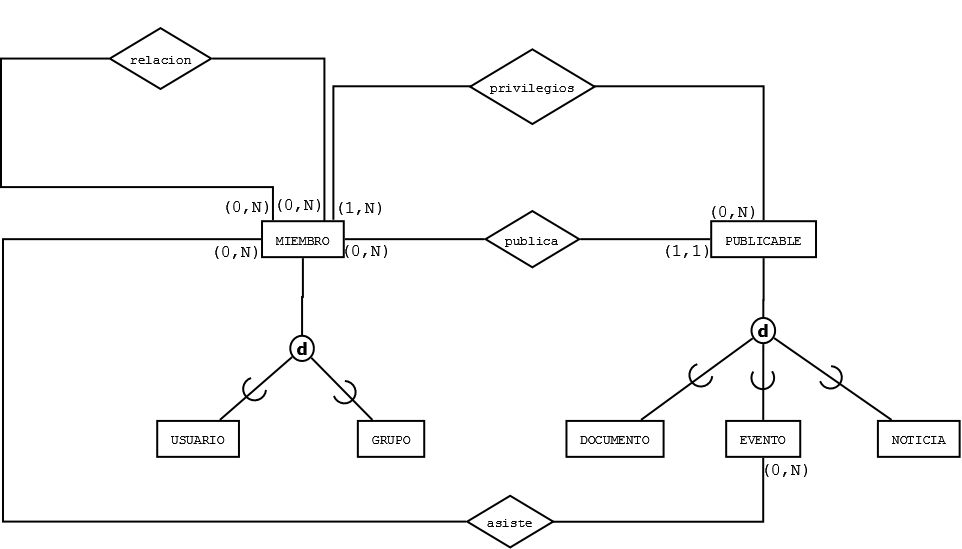 relacion
privilegios
(0,N)
(0,N)
(1,N)
(0,N)
MIEMBRO
publica
PUBLICABLE
(0,N)
(0,N)
(1,1)
d
d
USUARIO
GRUPO
DOCUMENTO
EVENTO
NOTICIA
(0,N)
asiste